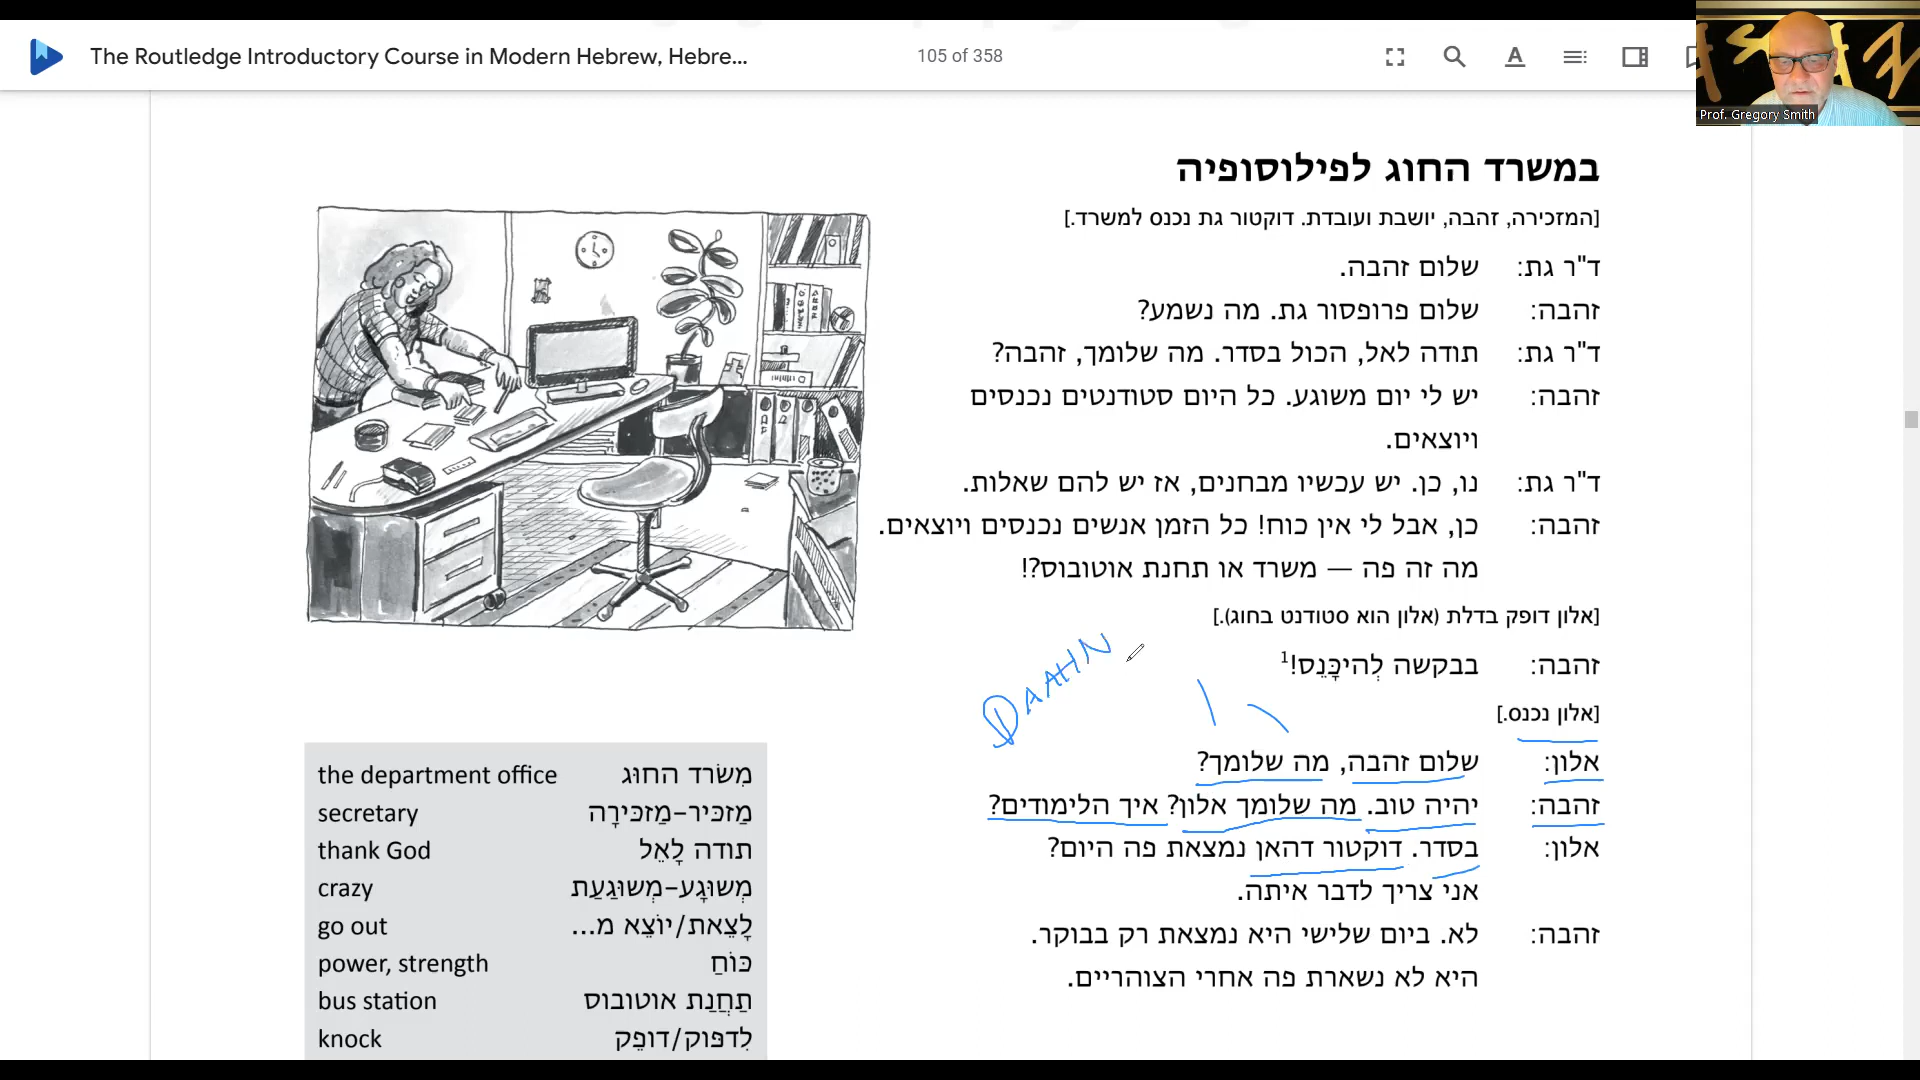 The Routledge Introductory Course in Modern Hebrew, Hebre...
105 of 358
Prof. Gregory Smith
במשרד החוג לפילוסופיה
[המזכירה, זהבה, יושבת ועובדת. דוקטור גת נכנס למשרד.]
ד"ר גת: שלום זהבה.
זהבה: שלום פרופסור גת. מה נשמע?
ד"ר גת: תודה לאל, הכול בסדר. מה שלומך, זהבה?
זהבה: יש לי יום משוגע. כל היום סטודנטים נכנסים
ויוצאים.
ד"ר גת: נו, כן. יש עכשיו מבחנים, אז יש להם שאלות.
זהבה: כן, אבל לי אין כוח! כל הזמן אנשים נכנסים ויוצאים.
מה זה פה — משרד או תחנת אוטובוס?!
[אלון דופק בדלת (אלון הוא סטודנט בחוג).]
זהבה: בבקשה לְהיכָּנֵס!1
[אלון נכנס.]
אלון: שלום זהבה, מה שלומך?
זהבה: יהיה טוב. מה שלומך אלון? איך הלימודים?
אלון: בסדר. דוקטור דהאן נמצאת פה היום?
אני צריך לדבר איתה.
זהבה: לא. ביום שלישי היא נמצאת רק בבוקר.
היא לא נשארת פה אחרי הצוהריים.
DAAHN
the department office מִשׂרד החוּג
secretary מַזכּיר–מַזכּירָה
thank God תודה לָאֵל
crazy מְשוּגָע–מְשוּגַעַת
go out לָצֵאת/יוֹצֵא מ...
power, strength כּוֹחַ
bus station תַחֲנַת אוטובוס
knock לִדפּוק/דופֵק